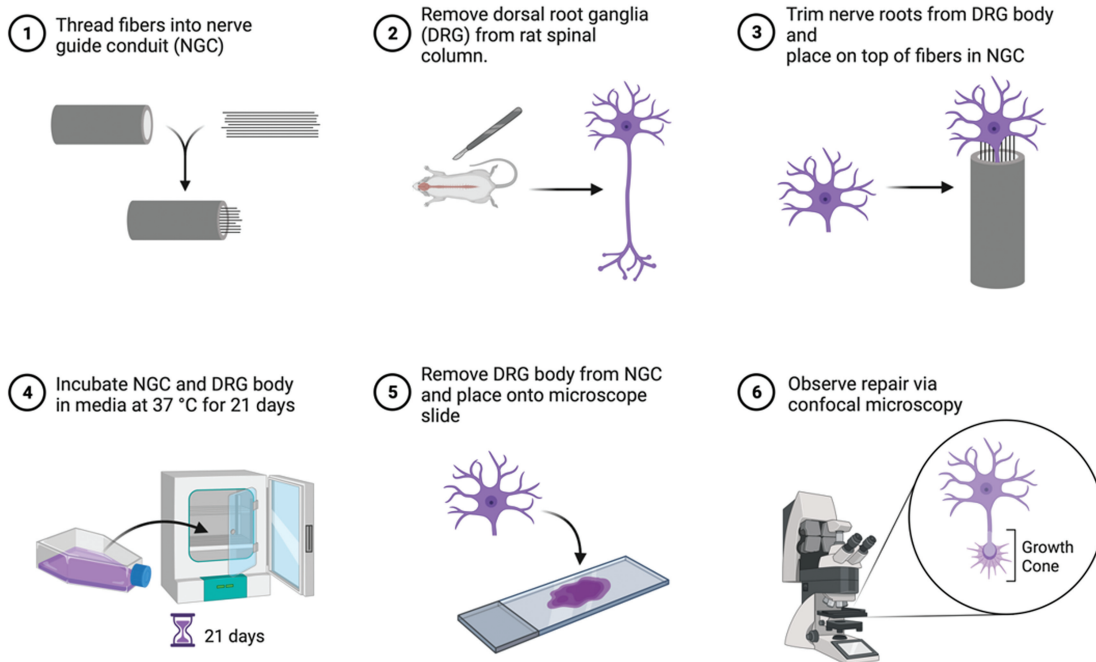 1
Thread fibers into nerve
guide conduit (NGC)
2
Remove dorsal root ganglia
(DRG) from rat spinal
column.
3
Trim nerve roots from DRG body
and
place on top of fibers in NGC
4
Incubate NGC and DRG body
in media at 37 °C for 21 days
21 days
5
Remove DRG body from NGC
and place onto microscope
slide
6
Observe repair via
confocal microscopy
Growth
Cone